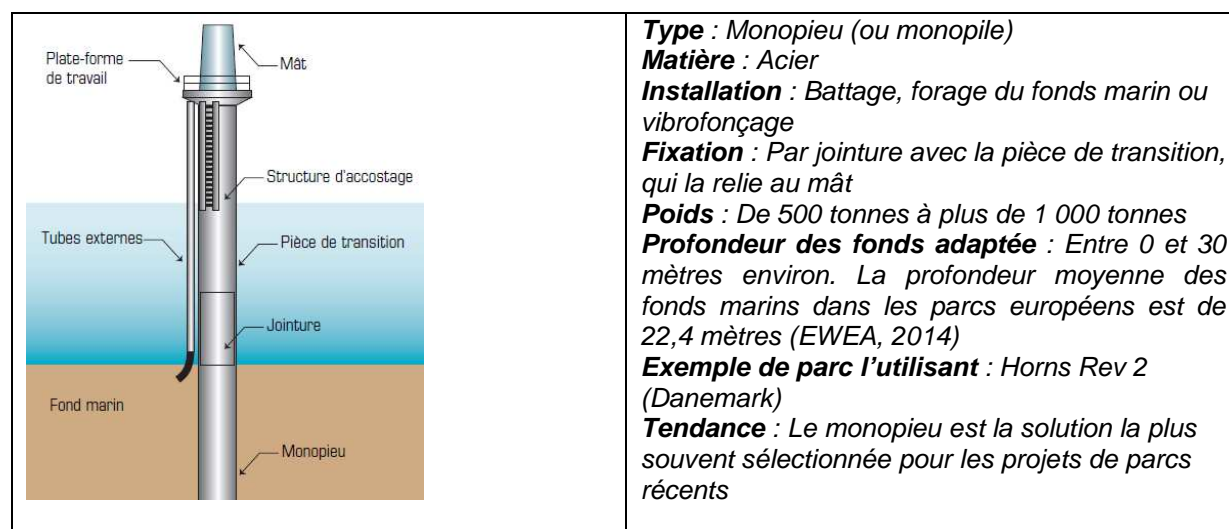 Plate-forme
de travail
Mât
Structure d'accostage
Tubes externes
Pièce de transition
Jointure
Fond marin
Monopieu
Type : Monopieu (ou monopile)
Matière : Acier
Installation : Battage, forage du fonds marin ou
vibrofonçage
Fixation : Par jointure avec la pièce de transition,
qui la relie au mât
Poids : De 500 tonnes à plus de 1 000 tonnes
Profondeur des fonds adaptée : Entre 0 et 30
mètres environ. La profondeur moyenne des
fonds marins dans les parcs européens est de
22,4 mètres (EWEA, 2014)
Exemple de parc l’utilisant : Horns Rev 2
(Danemark)
Tendance : Le monopieu est la solution la plus
souvent sélectionnée pour les projets de parcs
récents